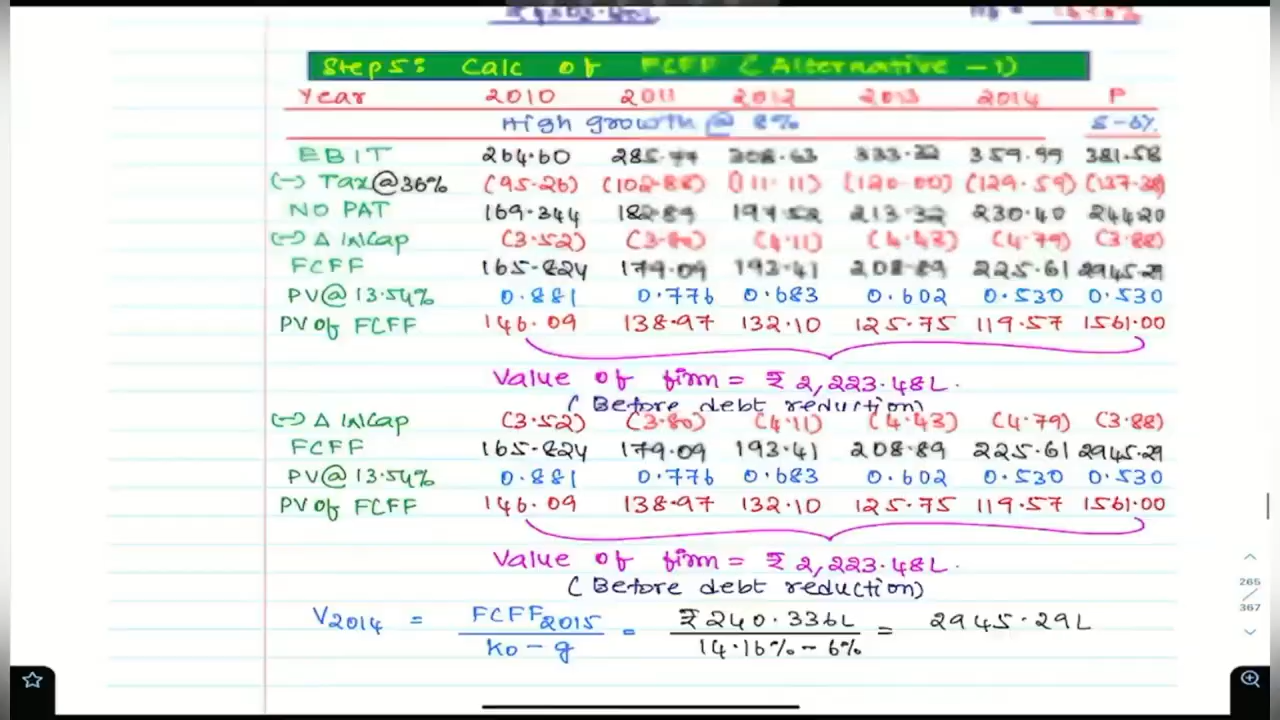 Step 5: Calc of FCFF (Alternative - 1)
Year 2010 2011 2012 2013 2014 P
High growth @ 8% S-6%
EBIT 264.60 285.77 308.63 333.32 359.99 381.58
(-) Tax@36% (95.26) (102.88) (111.11) (120.00) (129.59) (137.38)
NOPAT 169.344 182.89 197.52 213.32 230.40 244.20
(-) Δ InCap (3.52) (3.80) (4.11) (4.43) (4.79) (3.88)
FCFF 165.824 179.09 193.41 208.89 225.61 2945.29
PV@ 13.54% 0.881 0.776 0.683 0.602 0.530 0.530
PV of FCFF 146.09 138.97 132.10 125.75 119.57 1561.00
Value of firm = ₹ 2,223.48L.
(Before debt reduction)
(-) Δ InCap (3.52) (3.80) (4.11) (4.43) (4.79) (3.88)
FCFF 165.824 179.09 193.41 208.89 225.61 2945.29
PV@ 13.54% 0.881 0.776 0.683 0.602 0.530 0.530
PV of FCFF 146.09 138.97 132.10 125.75 119.57 1561.00
Value of firm = ₹ 2,223.48L.
(Before debt reduction)
V2014 = FCFF2015 / Ko - g = ₹240.336L / 14.16% - 6% = 2945.29L
265
/
367